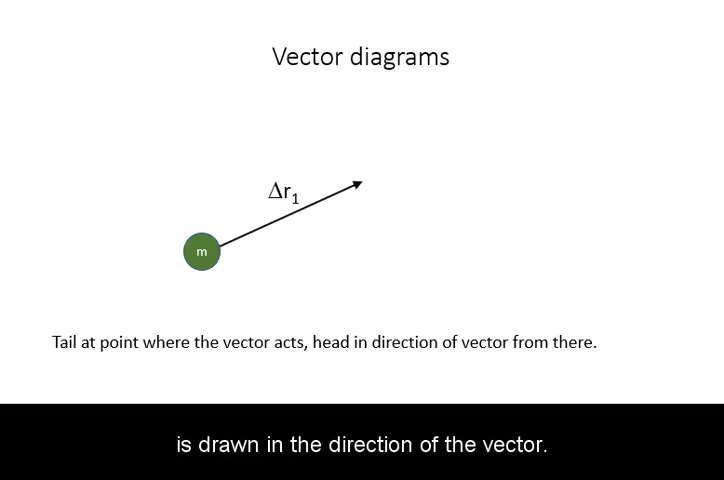 Vector diagrams
Δr₁
m
Tail at point where the vector acts, head in direction of vector from there.
is drawn in the direction of the vector.